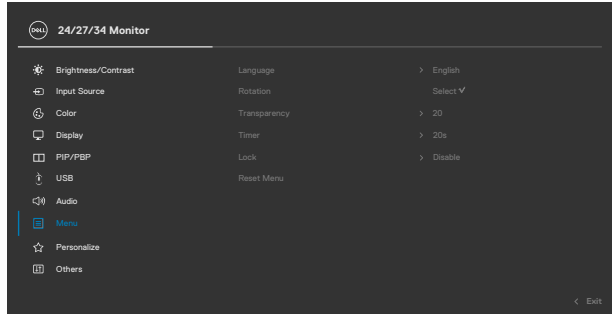 DELL 24/27/34 Monitor
Brightness/Contrast Language > English
Input Source Rotation Select ∨
Color Transparency > 20
Display Timer > 20s
PIP/PBP Lock > Disable
USB Reset Menu
Audio
Menu
Personalize
Others
< Exit